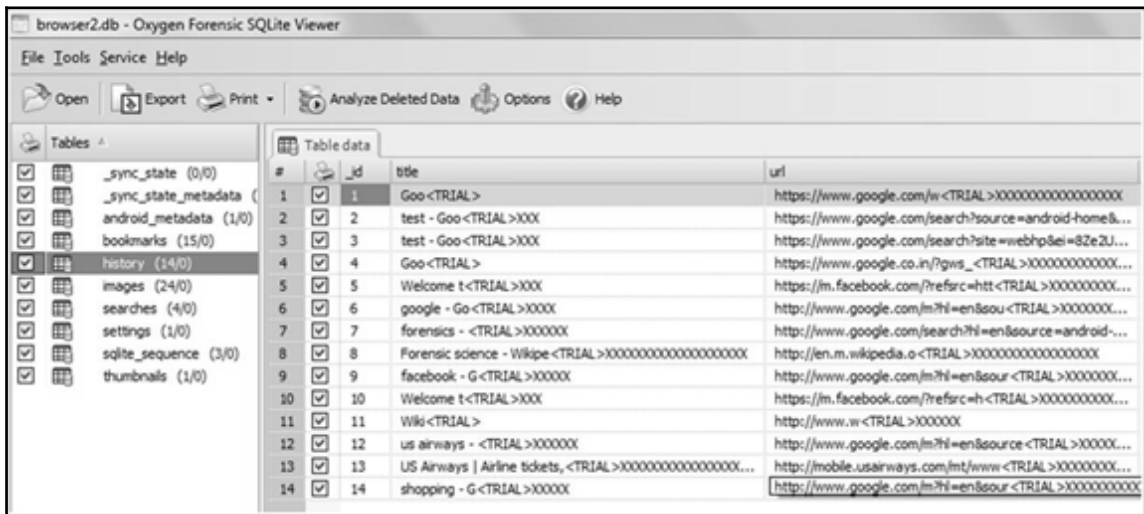 browser2.db - Oxygen Forensic SQLite Viewer
File Tools Service Help
Open Export Print Analyze Deleted Data Options Help
Tables
_sync_state (0/0)
_sync_state_metadata (
android_metadata (1/0)
bookmarks (15/0)
history (14/0)
images (24/0)
searches (4/0)
settings (1/0)
sqlite_sequence (3/0)
thumbnails (1/0)
Table data
# _id title url
1 1 Goo<TRIAL> https://www.google.com/w<TRIAL>XXXXXXXXXXXXXXXXXX
2 2 test - Goo<TRIAL>XXX https://www.google.com/search?source=android-home&...
3 3 test - Goo<TRIAL>XXX https://www.google.com/search?site=webhp&ei=8Ze2U...
4 4 Goo<TRIAL> https://www.google.co.in/?gws_<TRIAL>XXXXXXXXXXXX...
5 5 Welcome t<TRIAL>XXX https://m.facebook.com/?refsrc=htt<TRIAL>XXXXXXXXX...
6 6 google - Go<TRIAL>XXXX http://www.google.com/m?hl=en&sou<TRIAL>XXXXXXX...
7 7 forensics - <TRIAL>XXXXXX http://www.google.com/search?hl=en&source=android-...
8 8 Forensic science - Wikipe<TRIAL>XXXXXXXXXXXXXXXXXXX http://en.m.wikipedia.o<TRIAL>XXXXXXXXXXXXXXXXX
9 9 facebook - G<TRIAL>XXXXX http://www.google.com/m?hl=en&sour<TRIAL>XXXXXXX...
10 10 Welcome t<TRIAL>XXX https://m.facebook.com/?refsrc=h<TRIAL>XXXXXXXXXX...
11 11 Wiki<TRIAL> http://www.w<TRIAL>XXXXXX
12 12 us airways - <TRIAL>XXXXXX http://www.google.com/m?hl=en&source<TRIAL>XXXXX...
13 13 US Airways | Airline tickets, <TRIAL>XXXXXXXXXXXXXXXXX... http://mobile.usairways.com/mt/www<TRIAL>XXXXXXXX...
14 14 shopping - G<TRIAL>XXXXX http://www.google.com/m?hl=en&sour<TRIAL>XXXXXXXXXX